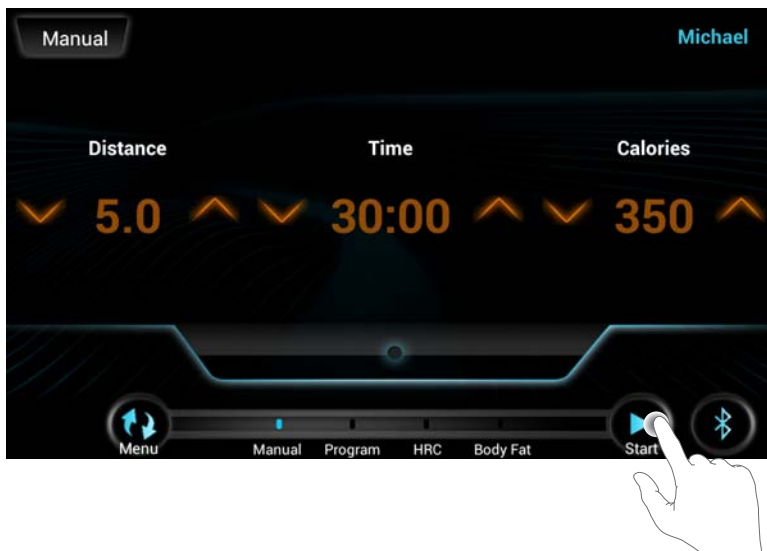 Manual
Michael
Distance Time Calories
5.0 30:00 350
Menu Manual Program HRC Body Fat Start